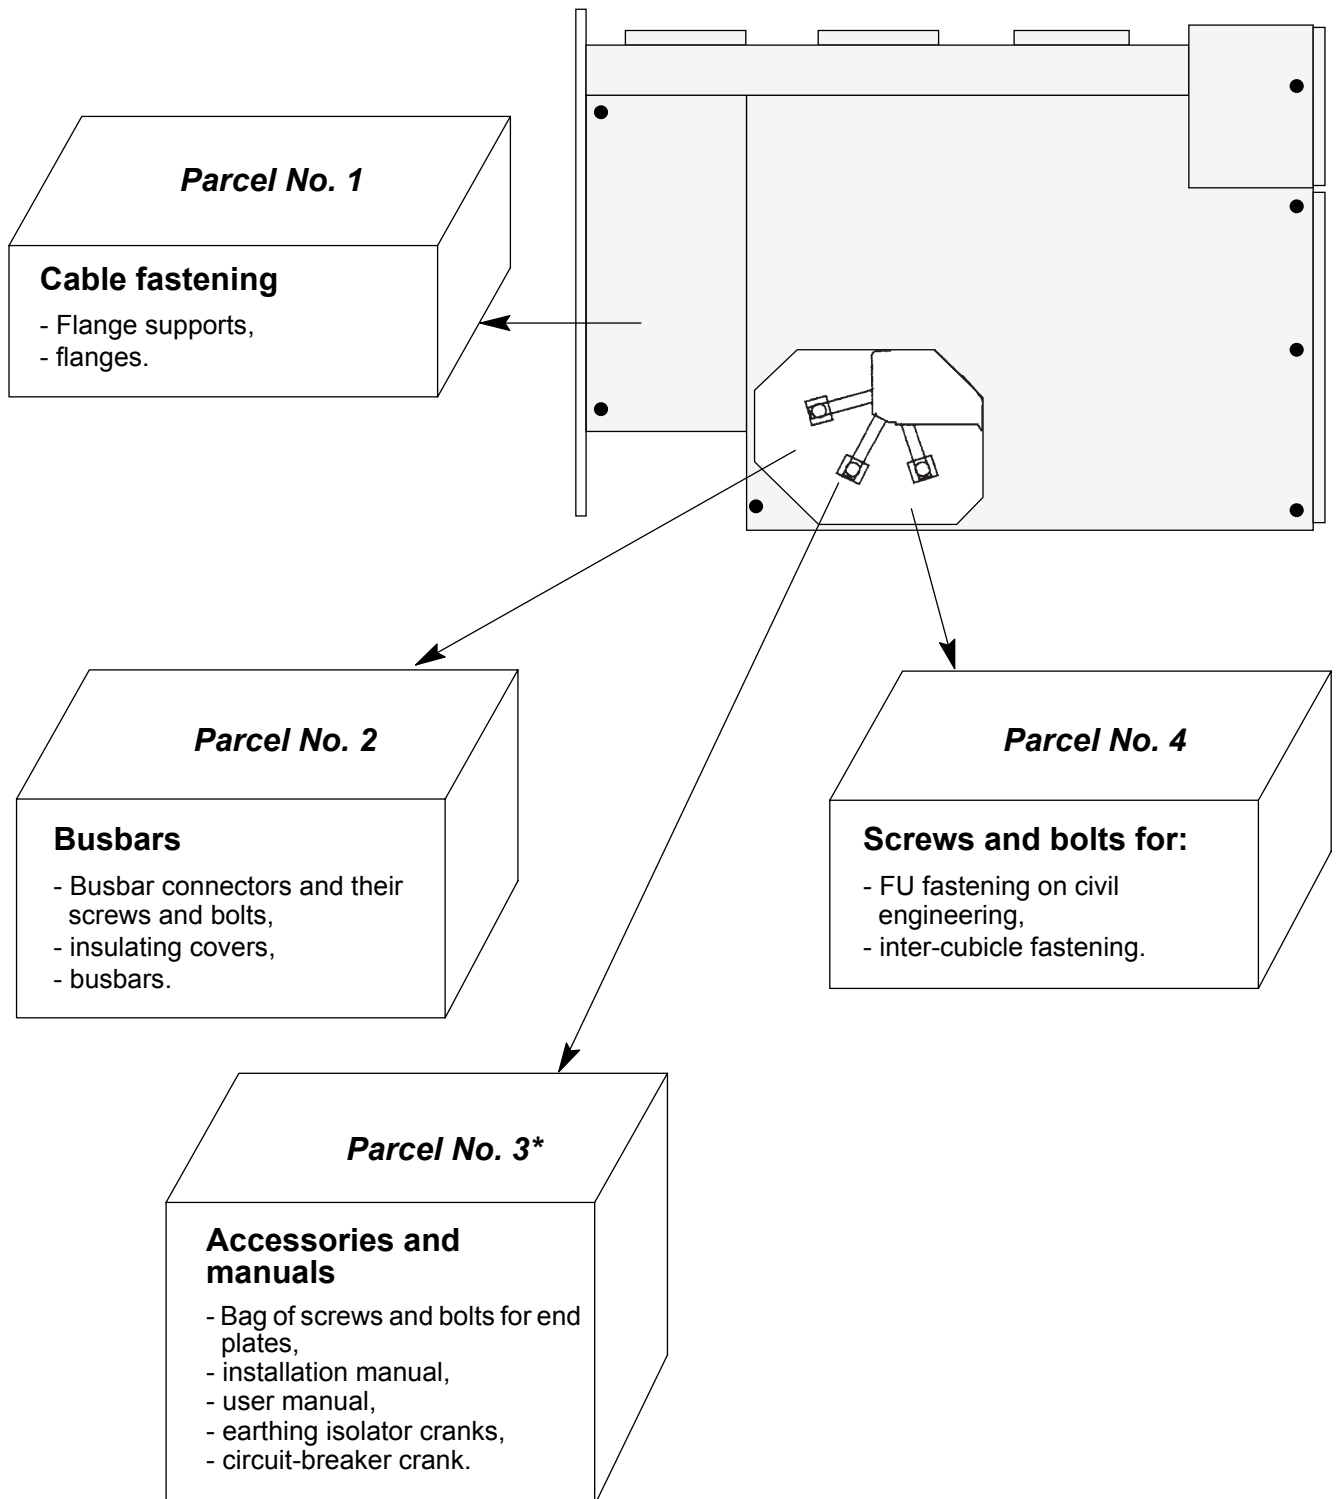 Parcel No. 1
Cable fastening
- Flange supports,
- flanges.
Parcel No. 2
Busbars
- Busbar connectors and their
screws and bolts,
- insulating covers,
- busbars.
Parcel No. 4
Screws and bolts for:
- FU fastening on civil
engineering,
- inter-cubicle fastening.
Parcel No. 3*
Accessories and
manuals
- Bag of screws and bolts for end
plates,
- installation manual,
- user manual,
- earthing isolator cranks,
- circuit-breaker crank.